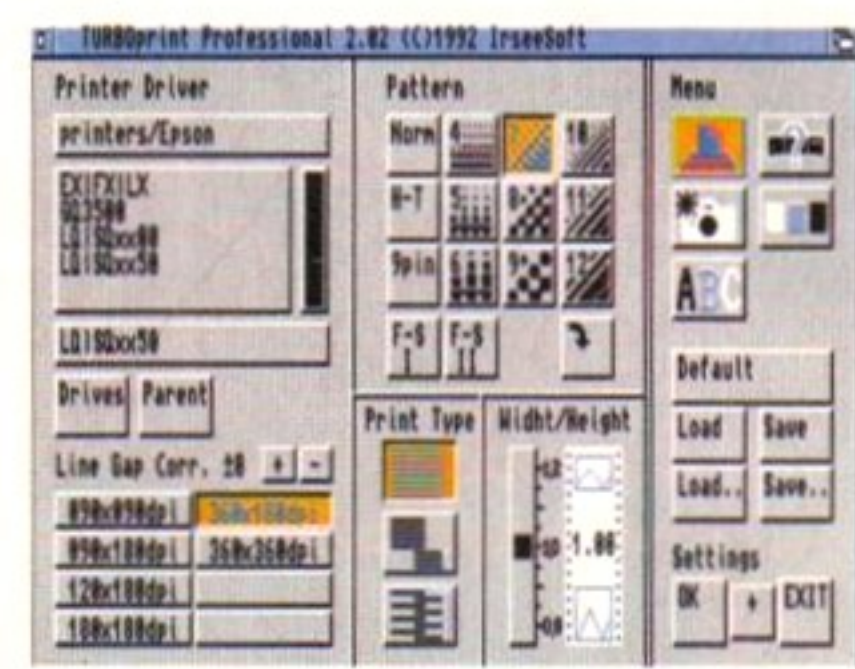 TURBOprint Professional 2.02 (C)1992 IrseeSoft
Printer Driver
printers/Epson
EX|FX|LX
GQ3500
LQ|SQxx00
LQ|SQxx50
LQ|SQxx50
Drives Parent
Line Gap Corr. ±0 + -
090x090dpi 360x180dpi
090x180dpi 360x360dpi
120x180dpi
180x180dpi
Pattern
Norm 4 7 10
H-T 5 8 11
9pin 6 9 12
F-S F-S
Print Type
Widht/Height
1.06
Menu
ABC
Default
Load Save
Load.. Save..
Settings
OK + EXIT